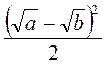 (√a − √b)²
2